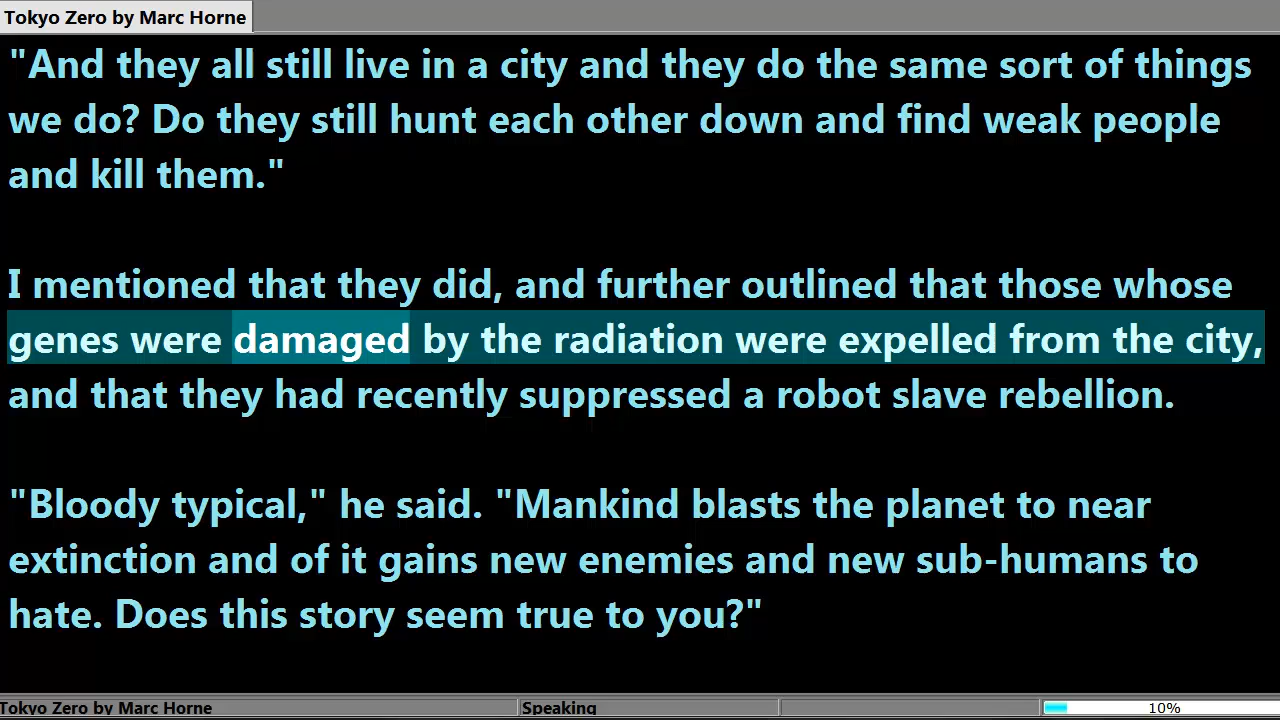 Tokyo Zero by Marc Horne
"And they all still live in a city and they do the same sort of things
we do? Do they still hunt each other down and find weak people
and kill them."
I mentioned that they did, and further outlined that those whose
genes were damaged by the radiation were expelled from the city,
and that they had recently suppressed a robot slave rebellion.
"Bloody typical," he said. "Mankind blasts the planet to near
extinction and of it gains new enemies and new sub-humans to
hate. Does this story seem true to you?"
Tokyo Zero by Marc Horne Speaking 10%